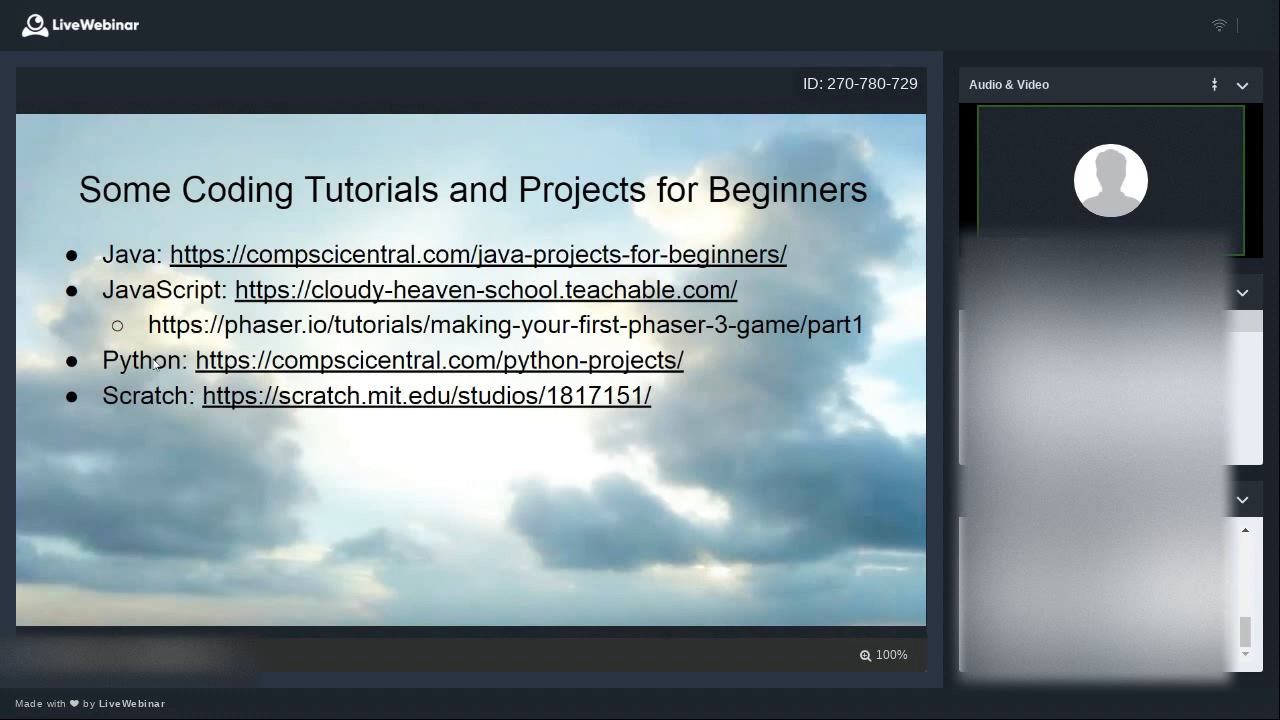 LiveWebinar
ID: 270-780-729
Audio & Video
Some Coding Tutorials and Projects for Beginners
● Java: https://compscicentral.com/java-projects-for-beginners/
● JavaScript: https://cloudy-heaven-school.teachable.com/
○ https://phaser.io/tutorials/making-your-first-phaser-3-game/part1
● Python: https://compscicentral.com/python-projects/
● Scratch: https://scratch.mit.edu/studios/1817151/
100%
Made with ❤ by LiveWebinar